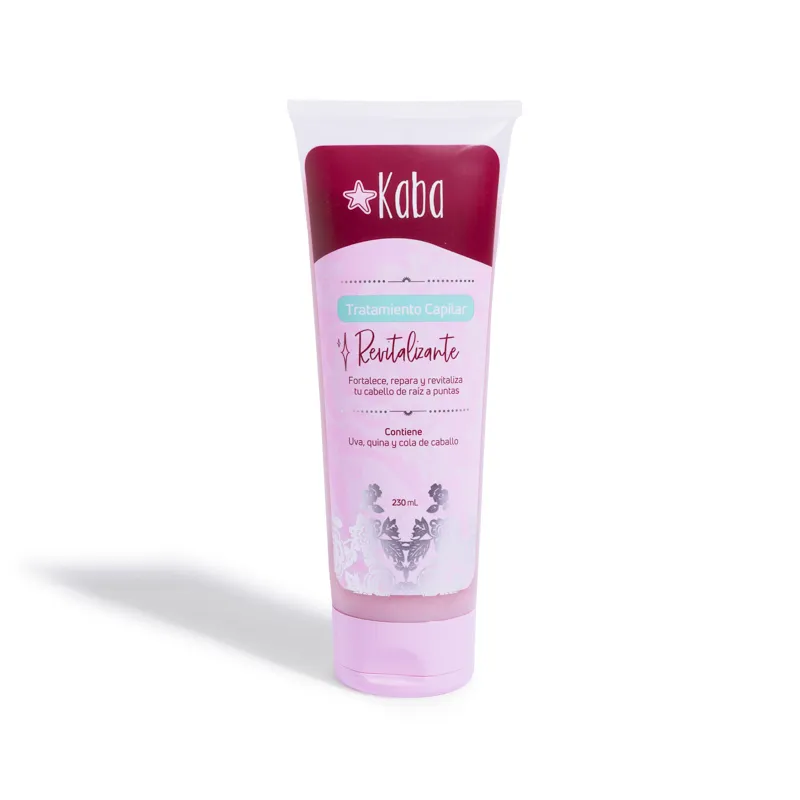 Kaba
Tratamiento Capilar
Revitalizante
Fortalece, repara y revitaliza
tu cabello de raíz a puntas
Contiene
Uva, quina y cola de caballo
230 mL